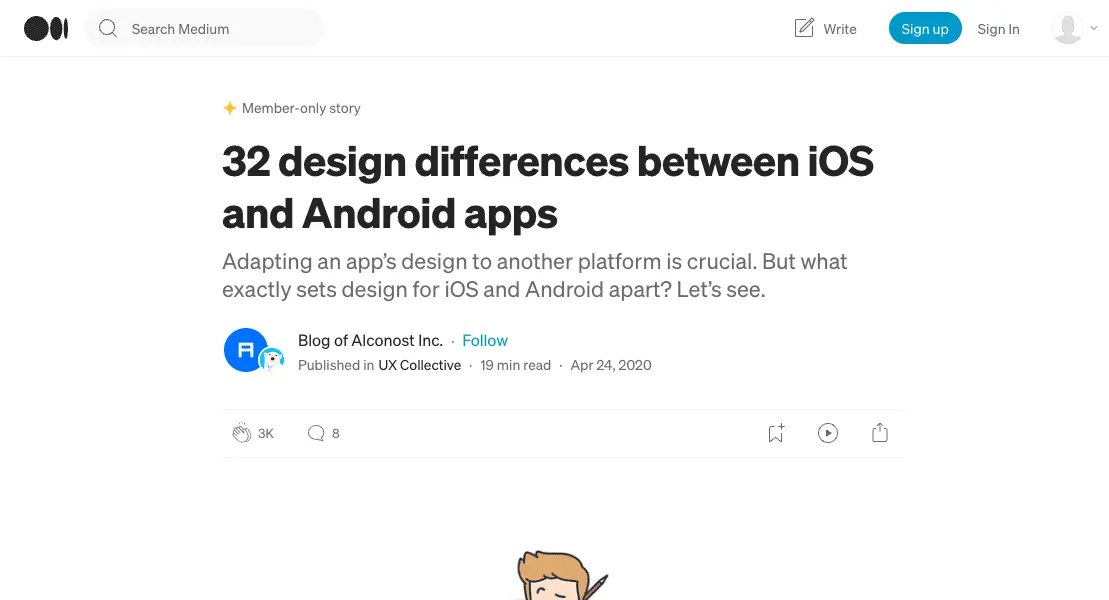 Search Medium
Write
Sign up
Sign In
Member-only story
32 design differences between iOS
and Android apps
Adapting an app’s design to another platform is crucial. But what
exactly sets design for iOS and Android apart? Let’s see.
Blog of Alconost Inc. · Follow
Published in UX Collective · 19 min read · Apr 24, 2020
3K
8